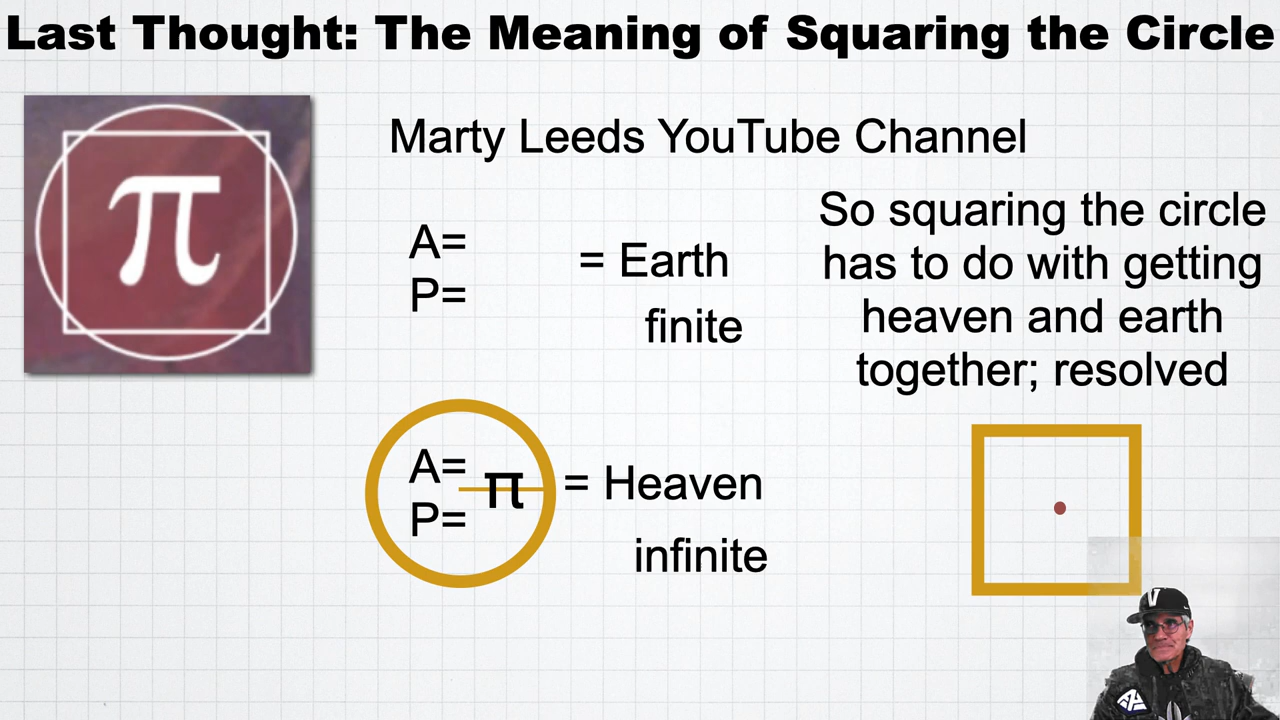 Last Thought: The Meaning of Squaring the Circle
π
Marty Leeds YouTube Channel
A=
P=
= Earth
finite
So squaring the circle
has to do with getting
heaven and earth
together; resolved
A=
P=
π
= Heaven
infinite
V